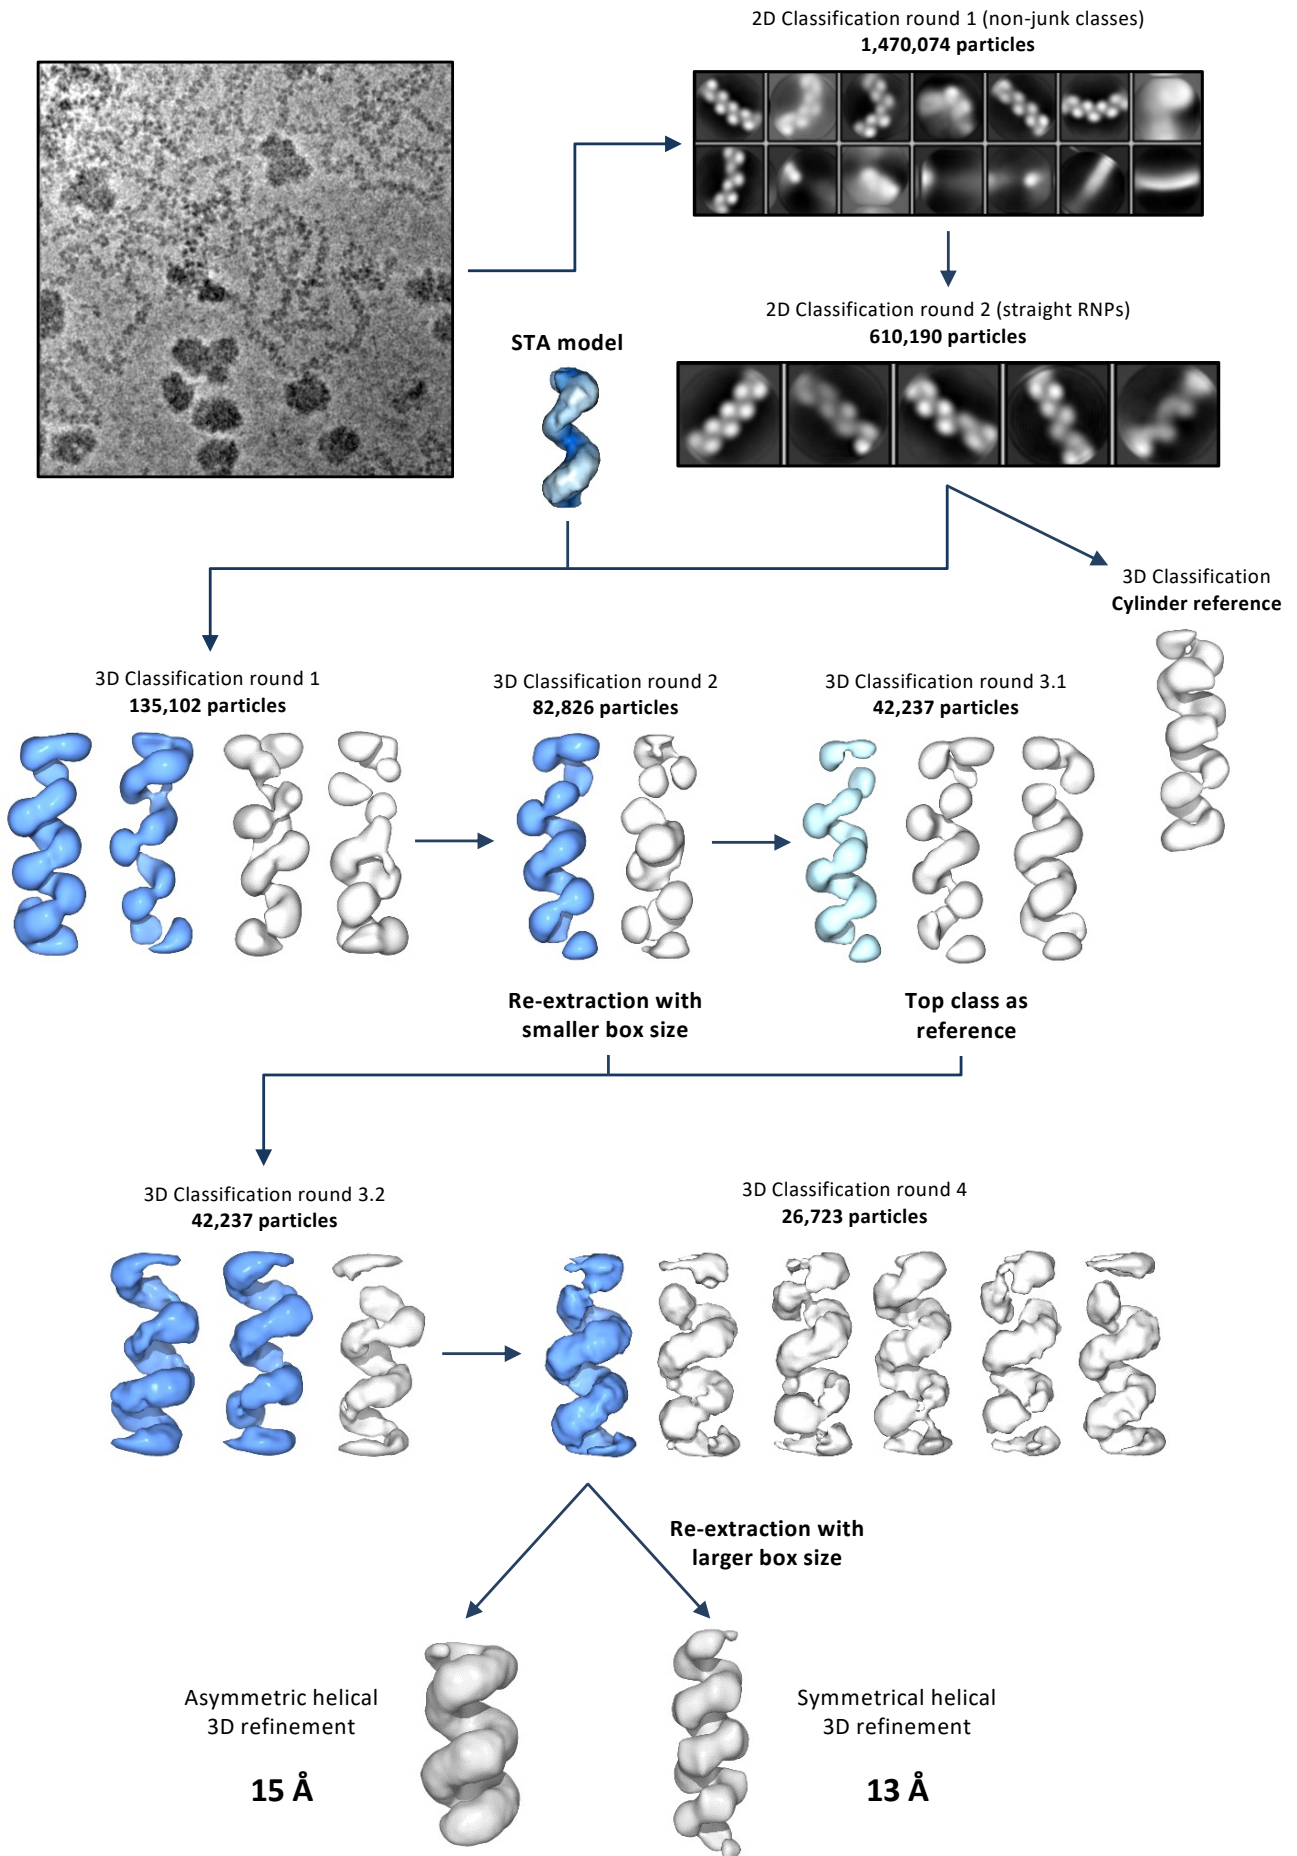 2D Classification round 1 (non-junk classes)
1,470,074 particles
2D Classification round 2 (straight RNPs)
610,190 particles
STA model
3D Classification
Cylinder reference
3D Classification round 1
135,102 particles
3D Classification round 2
82,826 particles
3D Classification round 3.1
42,237 particles
Re-extraction with
smaller box size
Top class as
reference
3D Classification round 3.2
42,237 particles
3D Classification round 4
26,723 particles
Re-extraction with
larger box size
Asymmetric helical
3D refinement
15 Å
Symmetrical helical
3D refinement
13 Å